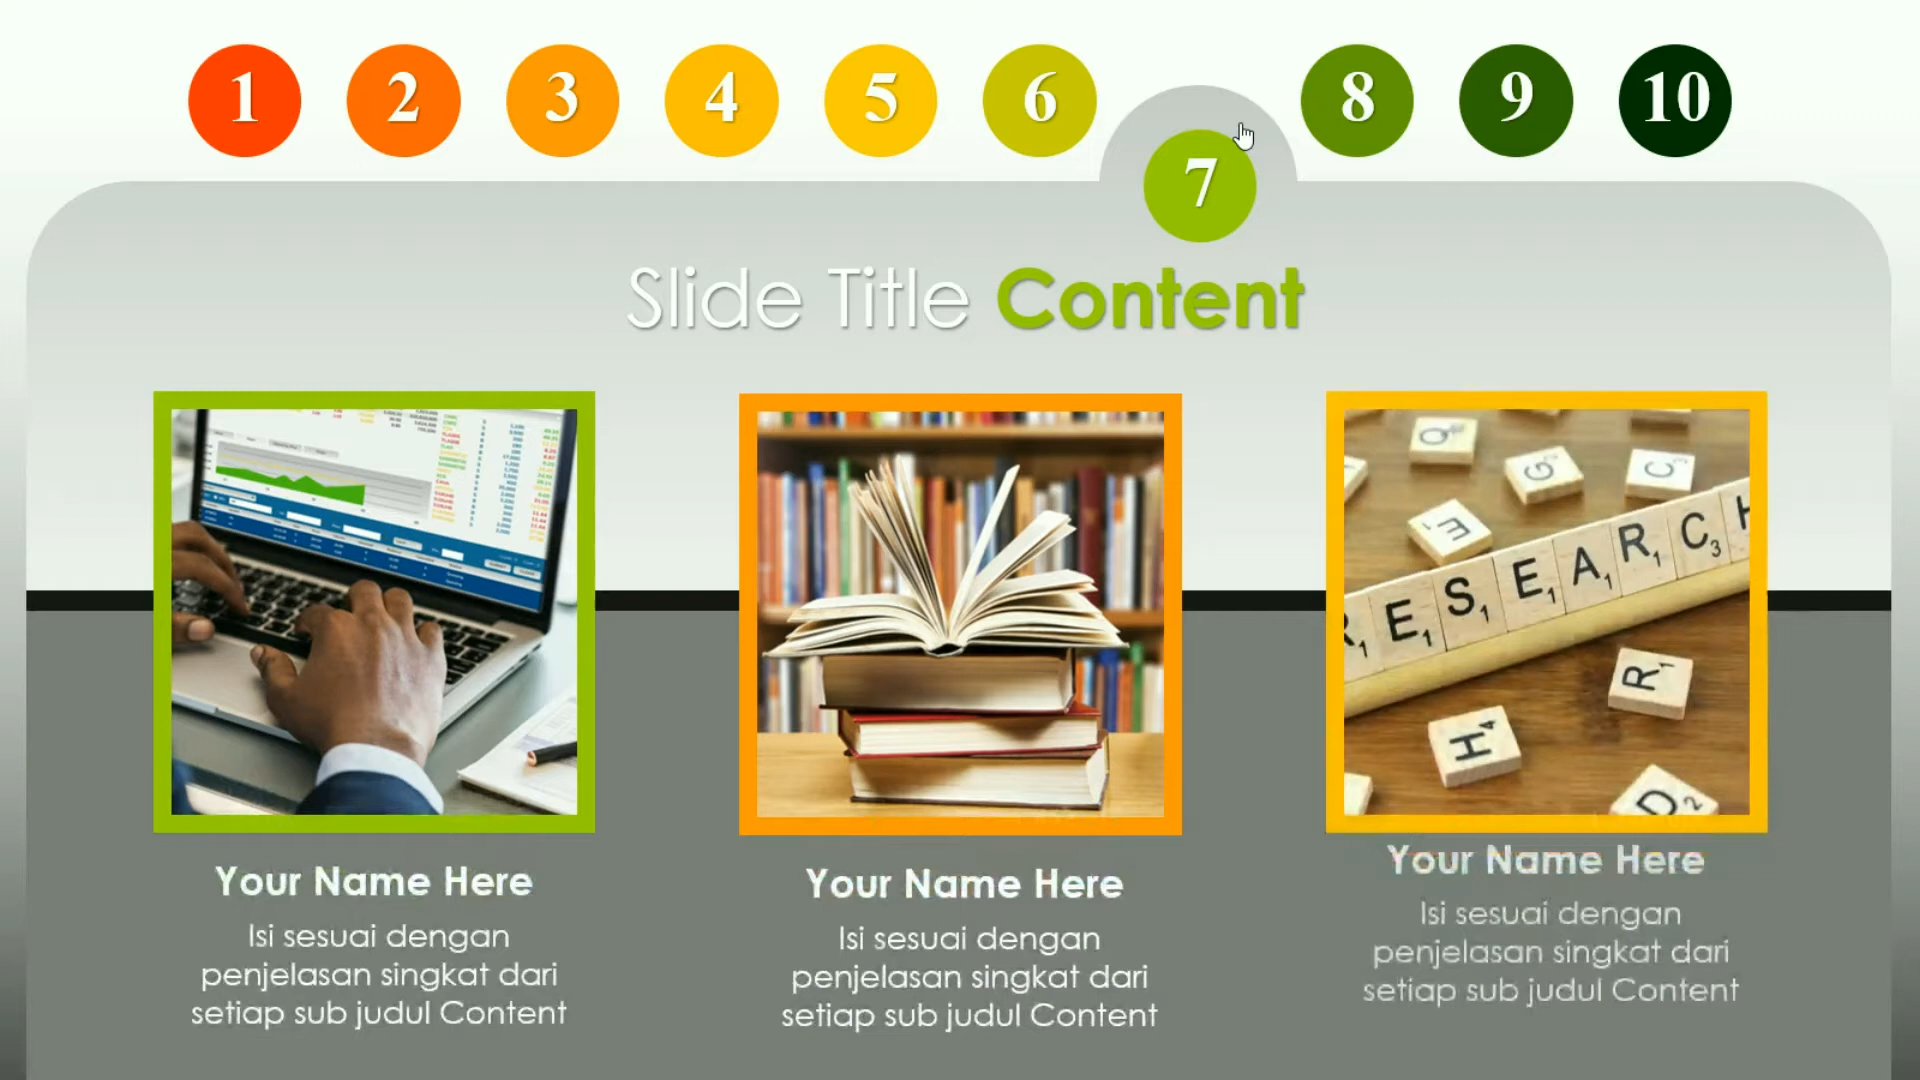 1 2 3 4 5 6 7 8 9 10
Slide Title Content
Q
G
C
E
RESEARCH
R
H
D
Your Name Here
Isi sesuai dengan
penjelasan singkat dari
setiap sub judul Content
Your Name Here
Isi sesuai dengan
penjelasan singkat dari
setiap sub judul Content
Your Name Here
Isi sesuai dengan
penjelasan singkat dari
setiap sub judul Content